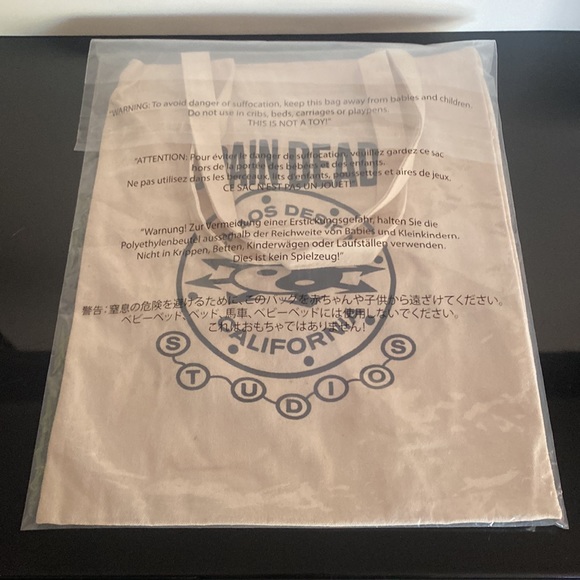 "WARNING: To avoid danger of suffocation, keep this bag away from babies and children.
Do not use in cribs, beds, carriages or playpens.
THIS IS NOT A TOY!"
"ATTENTION: Pour éviter le danger de suffocation, veuillez gardez ce sac
hors de la portée des bébés et des enfants.
Ne pas utilisez dans les berceaux, lits d'enfants, poussettes et aires de jeux.
CE SAC N'EST PAS UN JOUET!"
DEAD
"Warnung! Zur Vermeidung einer Erstickungsgefahr, halten Sie die
Polyethylenbeutel ausserhalb der Reichweite von Babies und Kleinkindern.
Nicht in Krippen, Betten, Kinderwägen oder Laufställen verwenden.
Dies ist kein Spielzeug!"
警告：窒息の危険を避けるために、このバッグを赤ちゃんや子供から遠ざけてください。
ベビーベッド、ベッド、馬車、ベビーベッドには使用しないでください。
これはおもちゃではありません！
CALIFORNIA
STUDIOS